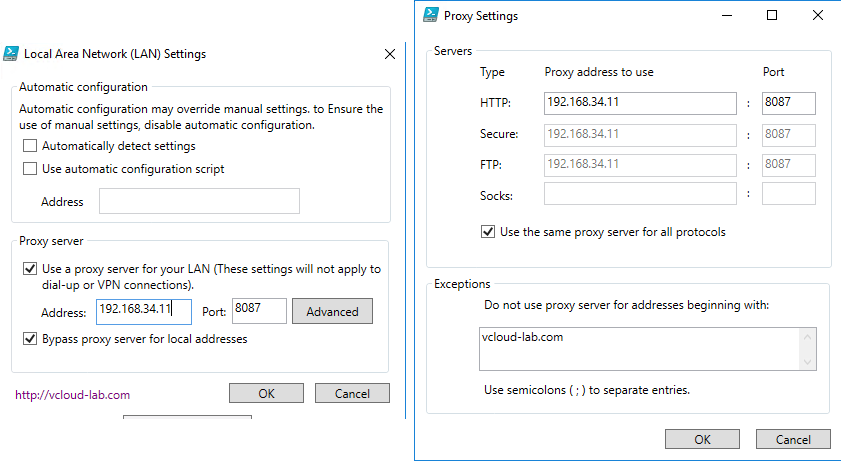 Local Area Network (LAN) Settings
Automatic configuration
Automatic configuration may override manual settings. to Ensure the
use of manual settings, disable automatic configuration.
Automatically detect settings
Use automatic configuration script
Address
Proxy server
Use a proxy server for your LAN (These settings will not apply to
dial-up or VPN connections).
Address: 192.168.34.11 Port: 8087 Advanced
Bypass proxy server for local addresses
http://vcloud-lab.com OK Cancel
Proxy Settings
Servers
Type Proxy address to use Port
HTTP: 192.168.34.11 : 8087
Secure: 192.168.34.11 : 8087
FTP: 192.168.34.11 : 8087
Socks: :
Use the same proxy server for all protocols
Exceptions
Do not use proxy server for addresses beginning with:
vcloud-lab.com
Use semicolons ( ; ) to separate entries.
OK Cancel